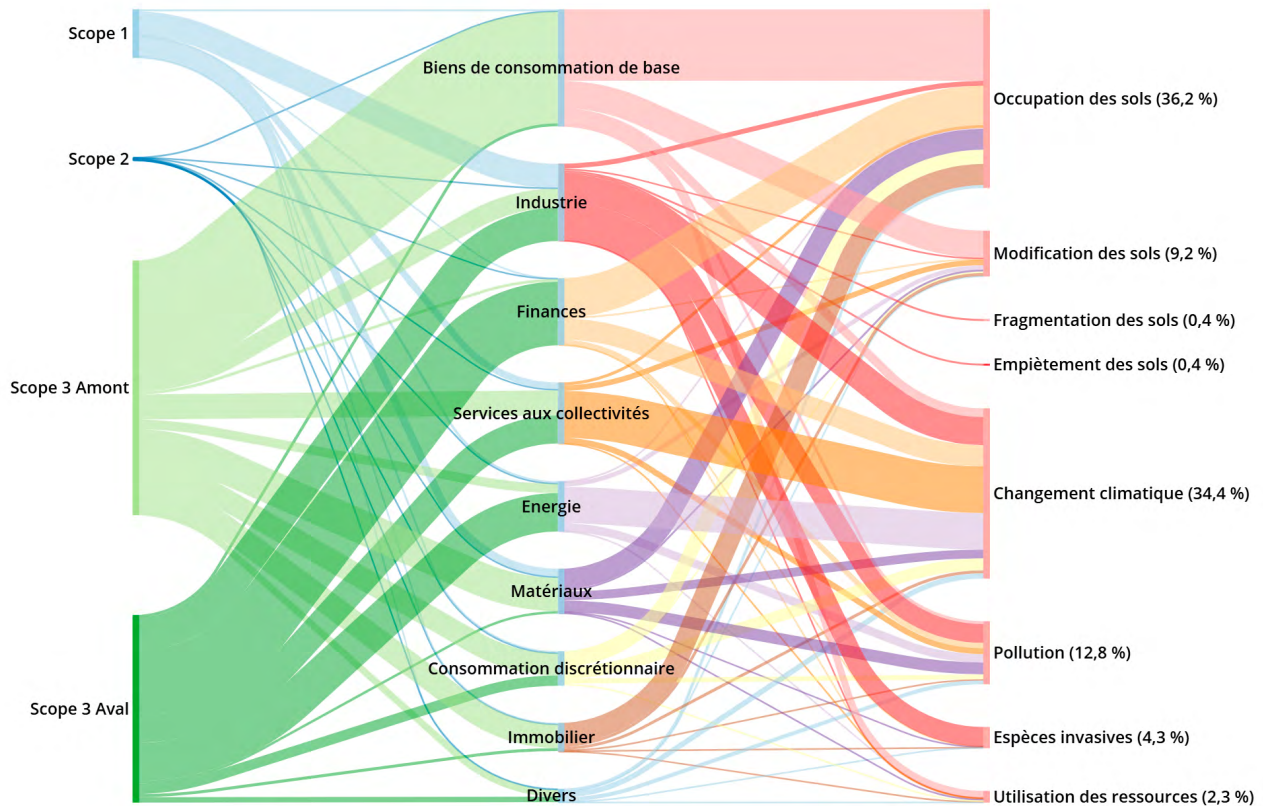 Scope 1
Scope 2
Scope 3 Amont
Scope 3 Aval
Biens de consommation de base
Industrie
Finances
Services aux collectivités
Energie
Matériaux
Consommation discrétionnaire
Immobilier
Divers
Occupation des sols (36,2 %)
Modification des sols (9,2 %)
Fragmentation des sols (0,4 %)
Empiètement des sols (0,4 %)
Changement climatique (34,4 %)
Pollution (12,8 %)
Espèces invasives (4,3 %)
Utilisation des ressources (2,3 %)